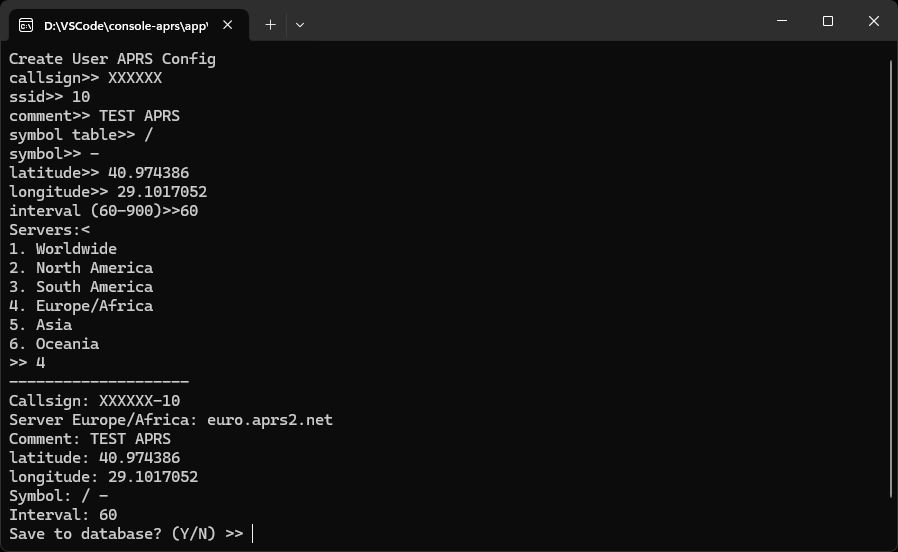 D:\VSCode\console-aprs\app\
Create User APRS Config
callsign>> XXXXXX
ssid>> 10
comment>> TEST APRS
symbol table>> /
symbol>> -
latitude>> 40.974386
longitude>> 29.1017052
interval (60-900)>>60
Servers:<
1. Worldwide
2. North America
3. South America
4. Europe/Africa
5. Asia
6. Oceania
>> 4
--------------------
Callsign: XXXXXX-10
Server Europe/Africa: euro.aprs2.net
Comment: TEST APRS
latitude: 40.974386
longitude: 29.1017052
Symbol: / -
Interval: 60
Save to database? (Y/N) >>